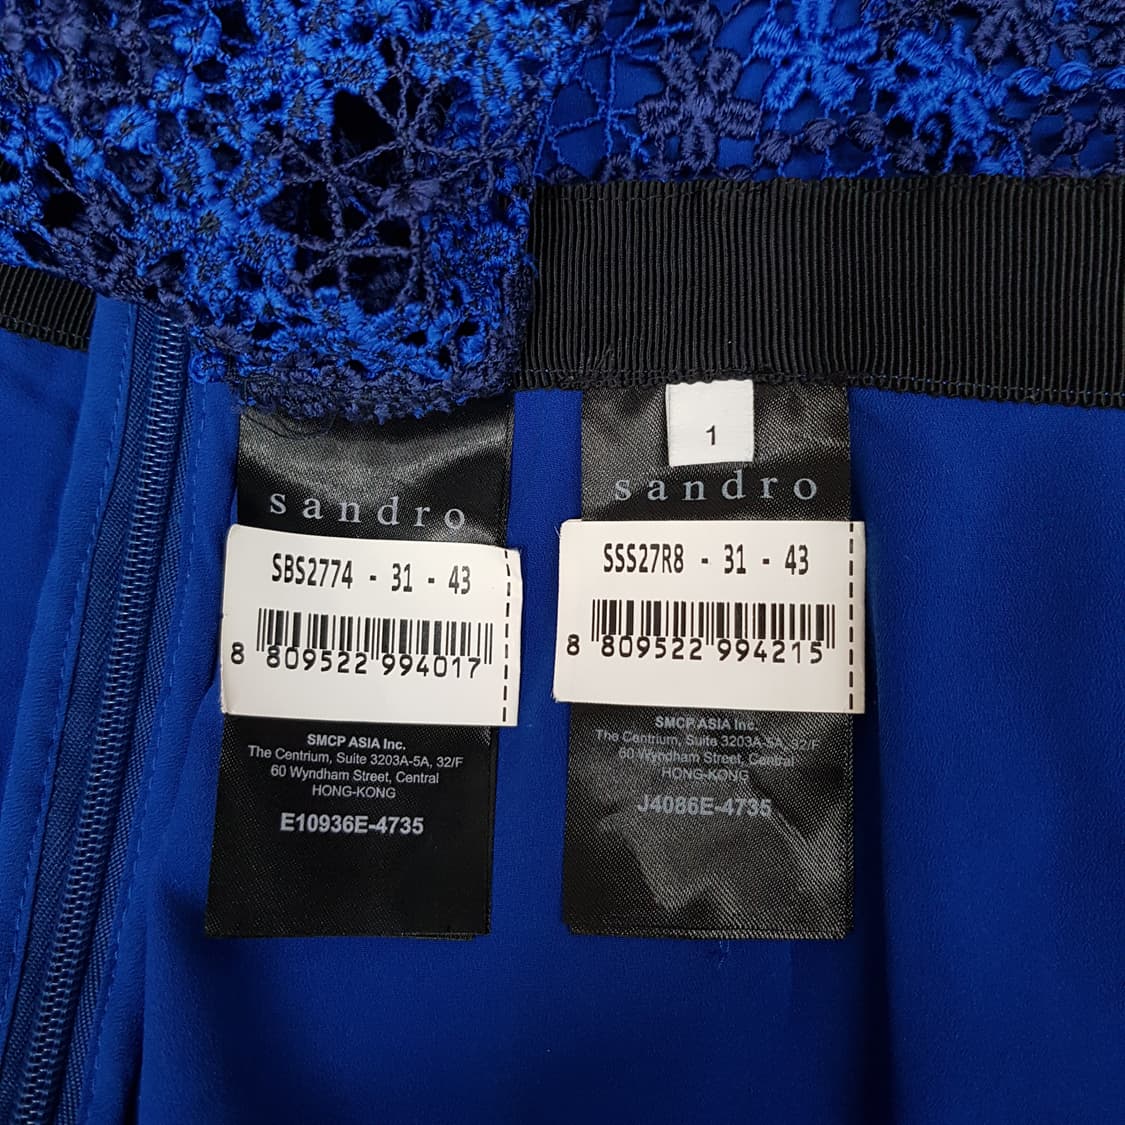 sandro
SBS2774 - 31 - 43
8 809522 994017
SMCP ASIA Inc.
The Centrium, Suite 3203A-5A, 32/F
60 Wyndham Street, Central
HONG-KONG
E10936E-4735
1
sandro
SSS27R8 - 31 - 43
8 809522 994215
SMCP ASIA Inc.
The Centrium, Suite 3203A-5A, 32/F
60 Wyndham Street, Central
HONG-KONG
J4086E-4735